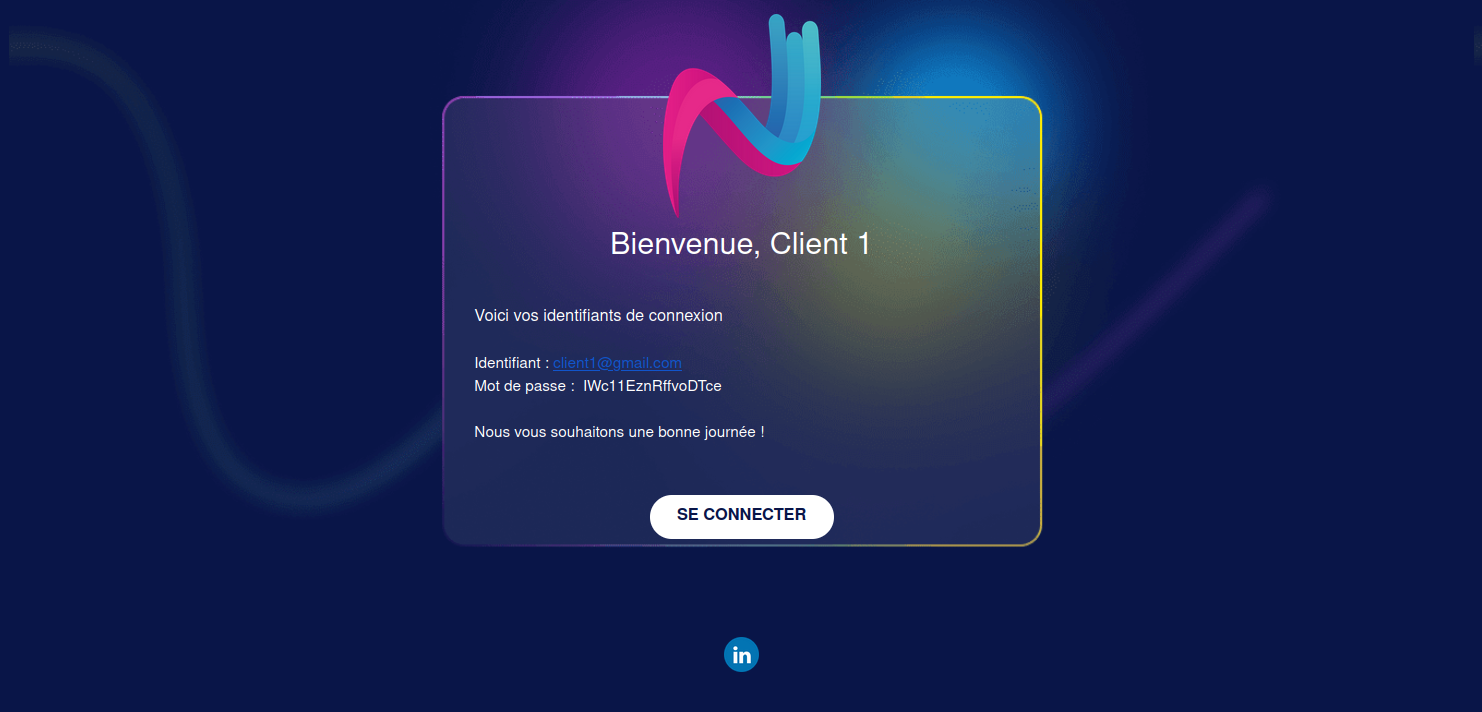 Bienvenue, Client 1
Voici vos identifiants de connexion
Identifiant : client1@gmail.com
Mot de passe : IWc11EznRffvoDTce
Nous vous souhaitons une bonne journée !
SE CONNECTER
in